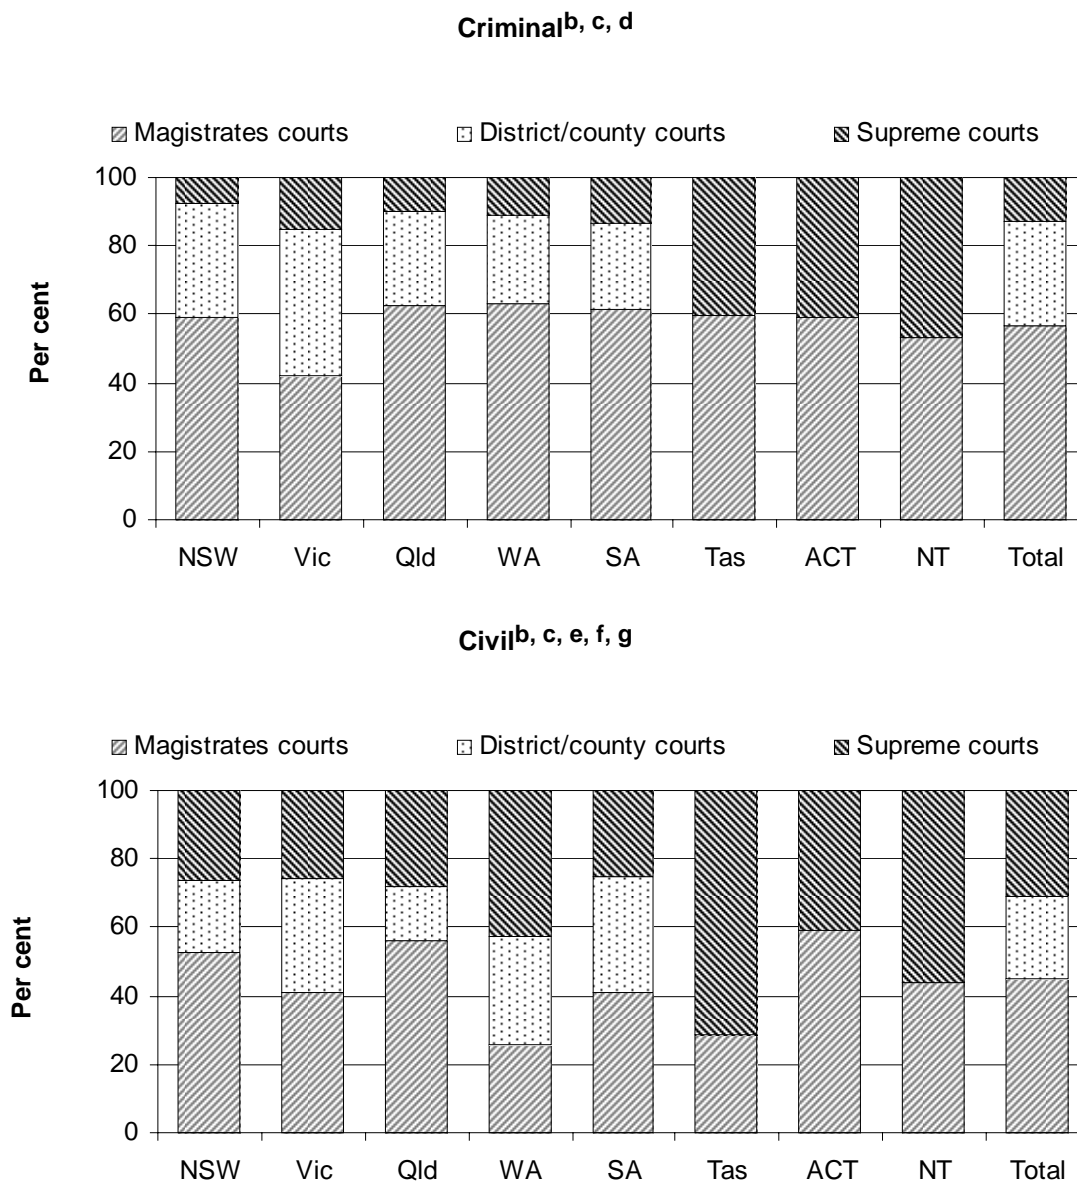 Criminalb, c, d
Magistrates courts District/county courts Supreme courts
100
80
60
40
20
0
Per cent
NSW Vic Qld WA SA Tas ACT NT Total
Civilb, c, e, f, g
Magistrates courts District/county courts Supreme courts
100
80
60
40
20
0
Per cent
NSW Vic Qld WA SA Tas ACT NT Total